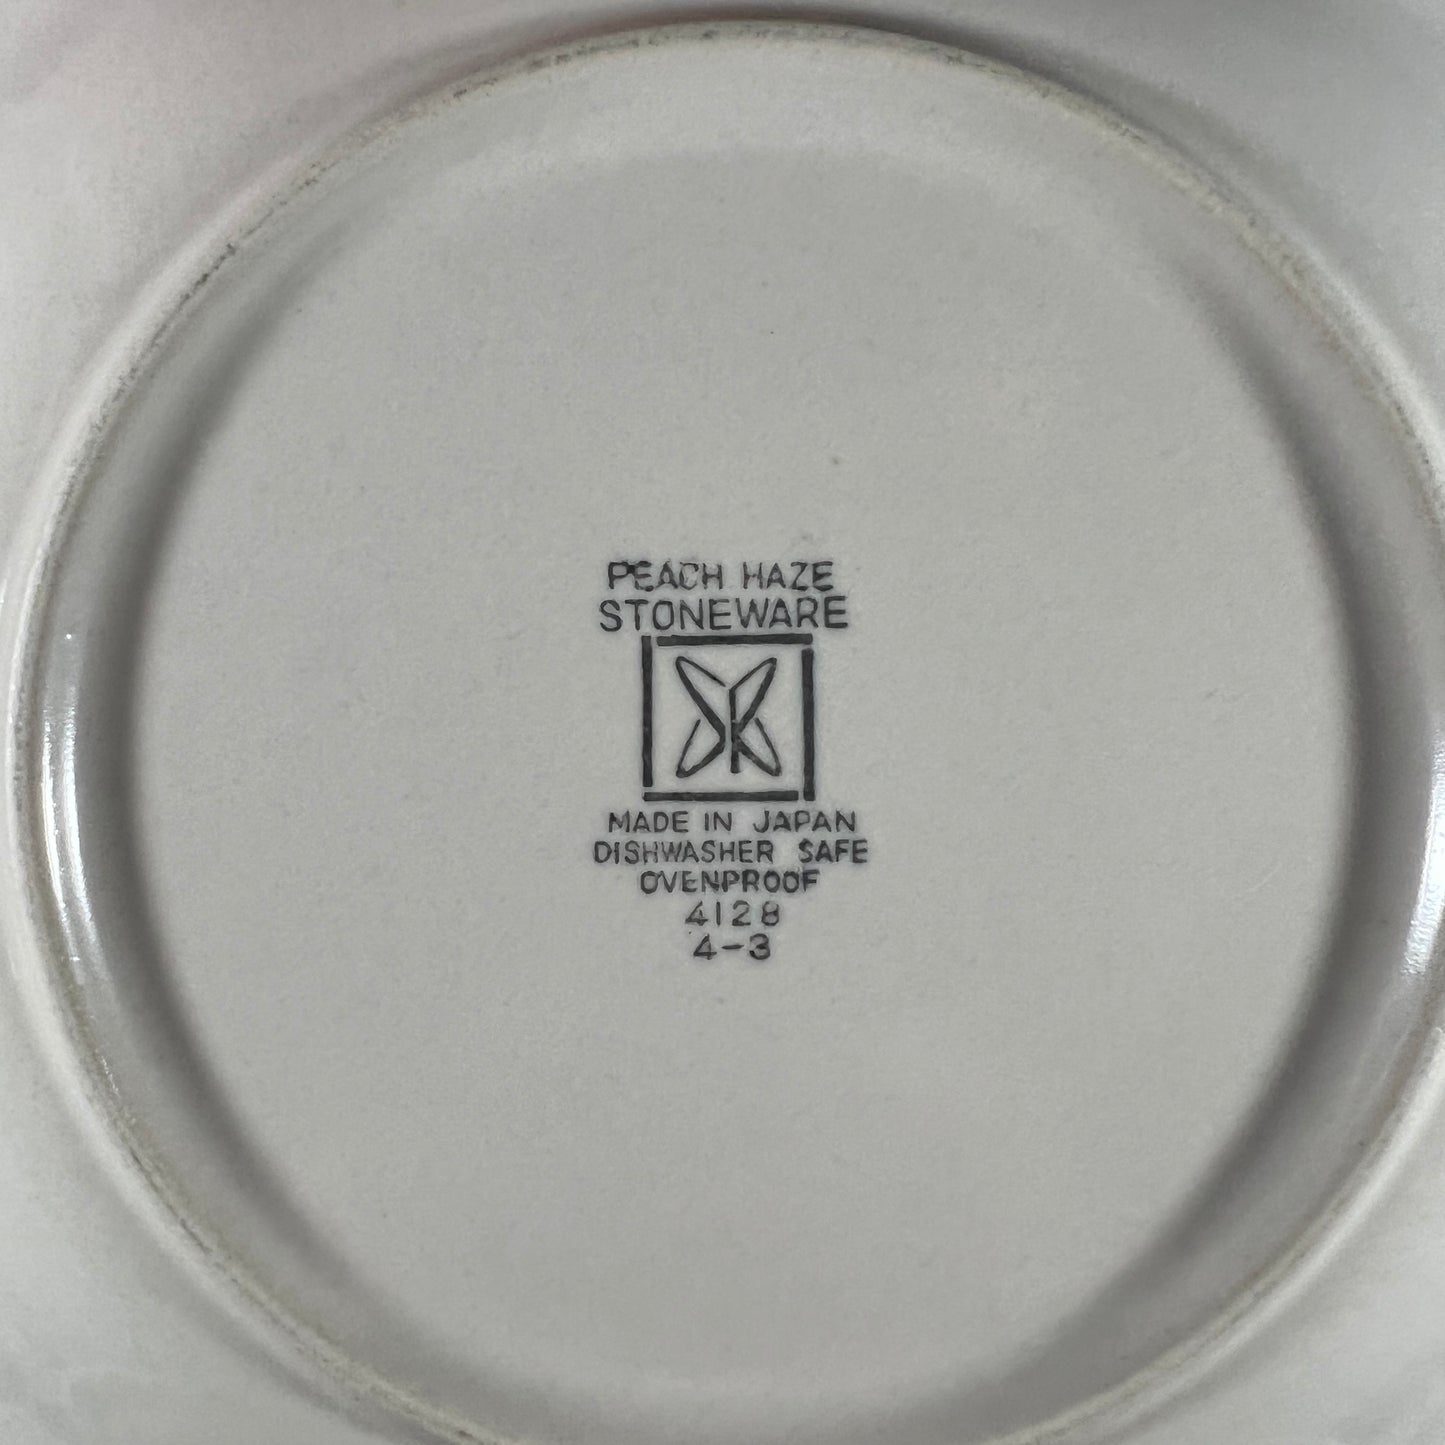 PEACH HAZE
STONEWARE
MADE IN JAPAN
DISHWASHER SAFE
OVENPROOF
4128
4-3